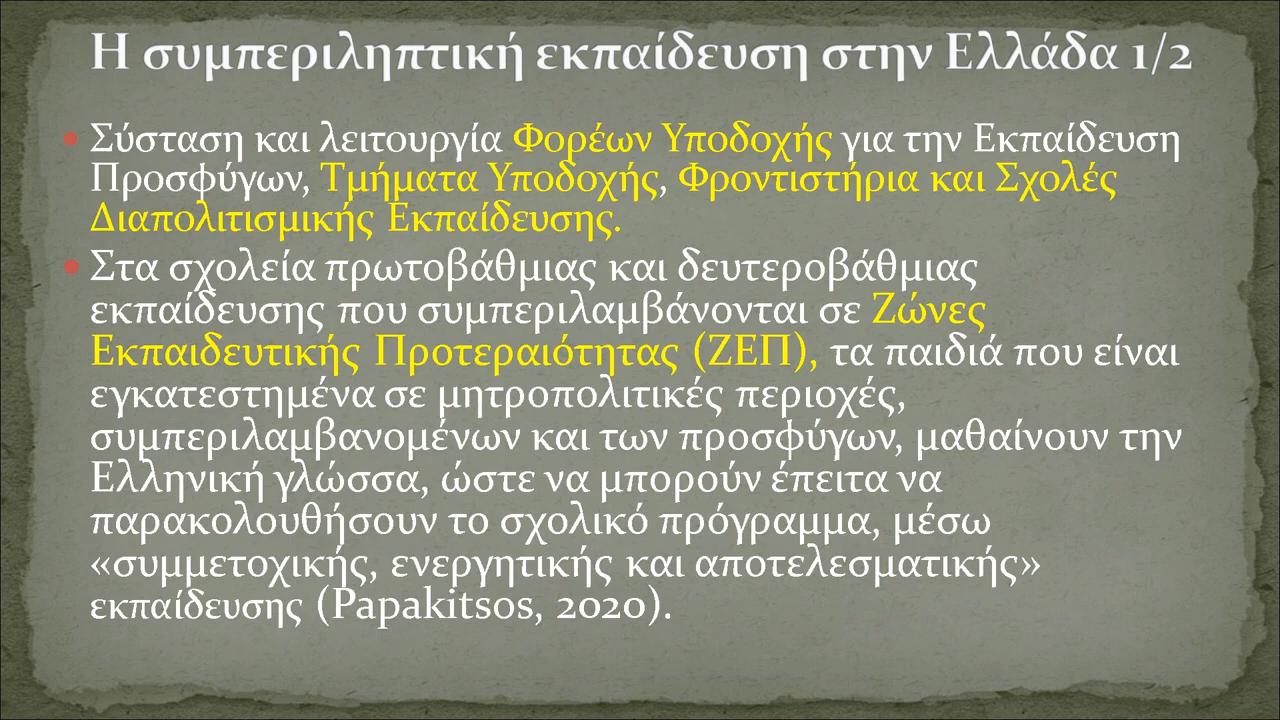 Η συμπεριληπτική εκπαίδευση στην Ελλάδα 1/2
• Σύσταση και λειτουργία Φορέων Υποδοχής για την Εκπαίδευση
Προσφύγων, Τμήματα Υποδοχής, Φροντιστήρια και Σχολές
Διαπολιτισμικής Εκπαίδευσης.
• Στα σχολεία πρωτοβάθμιας και δευτεροβάθμιας
εκπαίδευσης που συμπεριλαμβάνονται σε Ζώνες
Εκπαιδευτικής Προτεραιότητας (ΖΕΠ), τα παιδιά που είναι
εγκατεστημένα σε μητροπολιτικές περιοχές,
συμπεριλαμβανομένων και των προσφύγων, μαθαίνουν την
Ελληνική γλώσσα, ώστε να μπορούν έπειτα να
παρακολουθήσουν το σχολικό πρόγραμμα, μέσω
«συμμετοχικής, ενεργητικής και αποτελεσματικής»
εκπαίδευσης (Papakitsos, 2020).